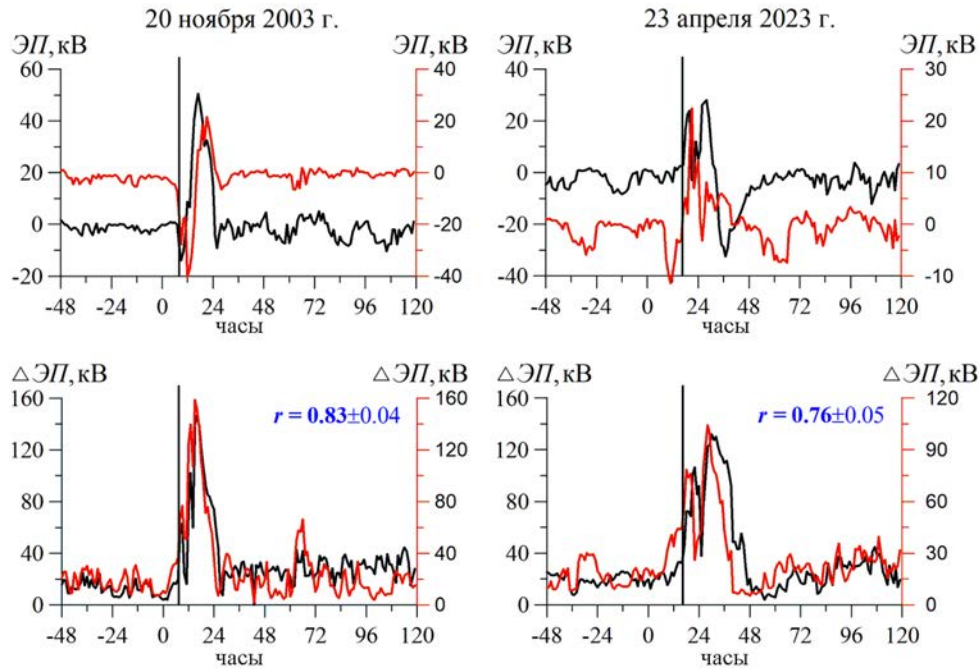 20 ноября 2003 г.
ЭП, кВ ЭП, кВ
60 40
40 20
20 0
0 -20
-20 -40
-48 -24 0 24 48 72 96 120
часы
23 апреля 2023 г.
ЭП, кВ ЭП, кВ
40 30
20 20
0 10
-20 0
-40 -10
-48 -24 0 24 48 72 96 120
часы
△ЭП, кВ △ЭП, кВ
r = 0.83±0.04
160 160
120 120
80 80
40 40
0 0
-48 -24 0 24 48 72 96 120
часы
△ЭП, кВ △ЭП, кВ
r = 0.76±0.05
160 120
120 90
80 60
40 30
0 0
-48 -24 0 24 48 72 96 120
часы